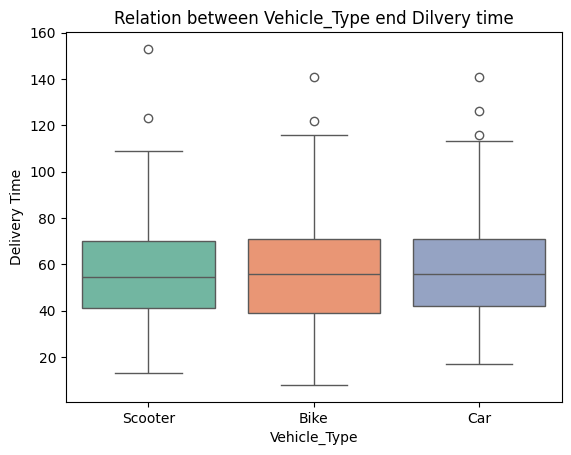 Relation between Vehicle_Type end Dilvery time
160
140
120
100
80
60
40
20
Delivery Time
Scooter Bike Car
Vehicle_Type